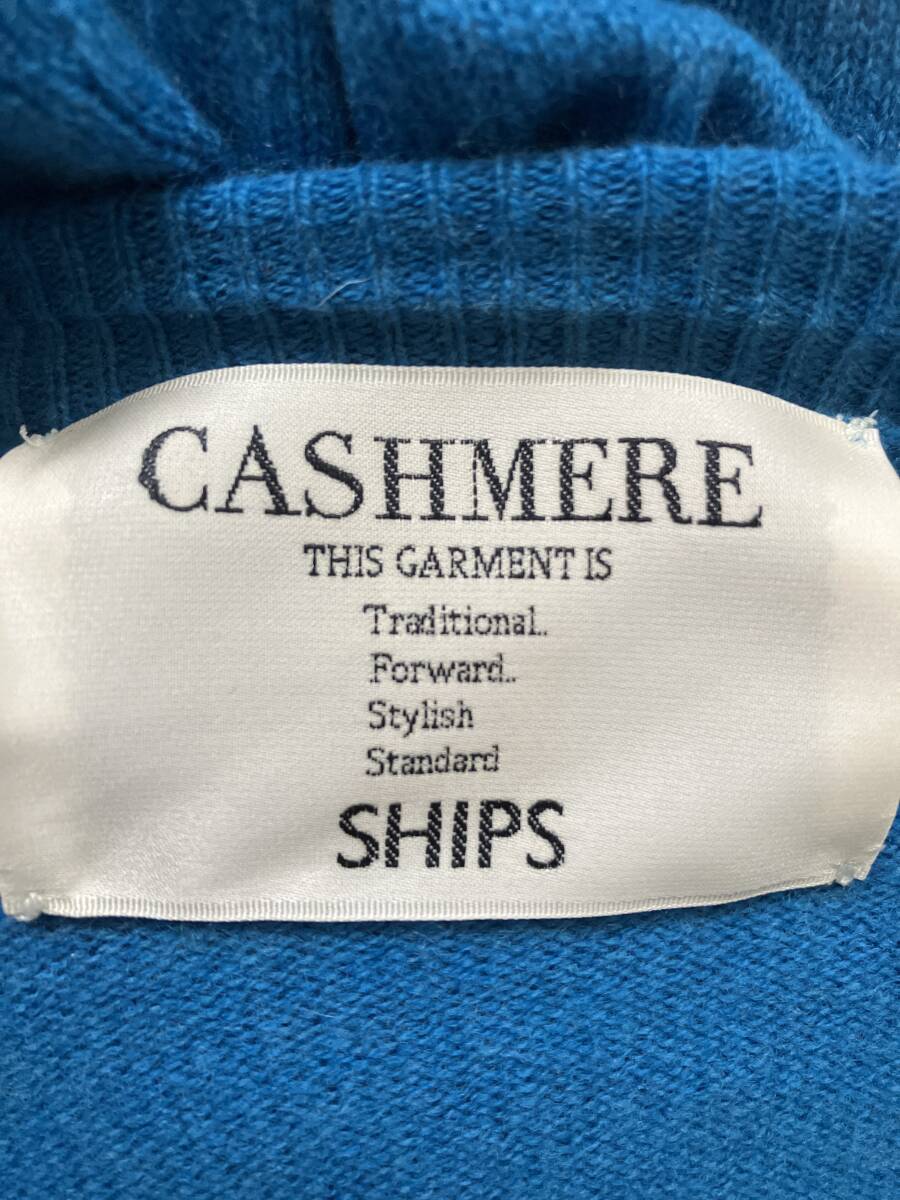 CASHMERE
THIS GARMENT IS
Traditional..
Forward..
Stylish
Standard
SHIPS